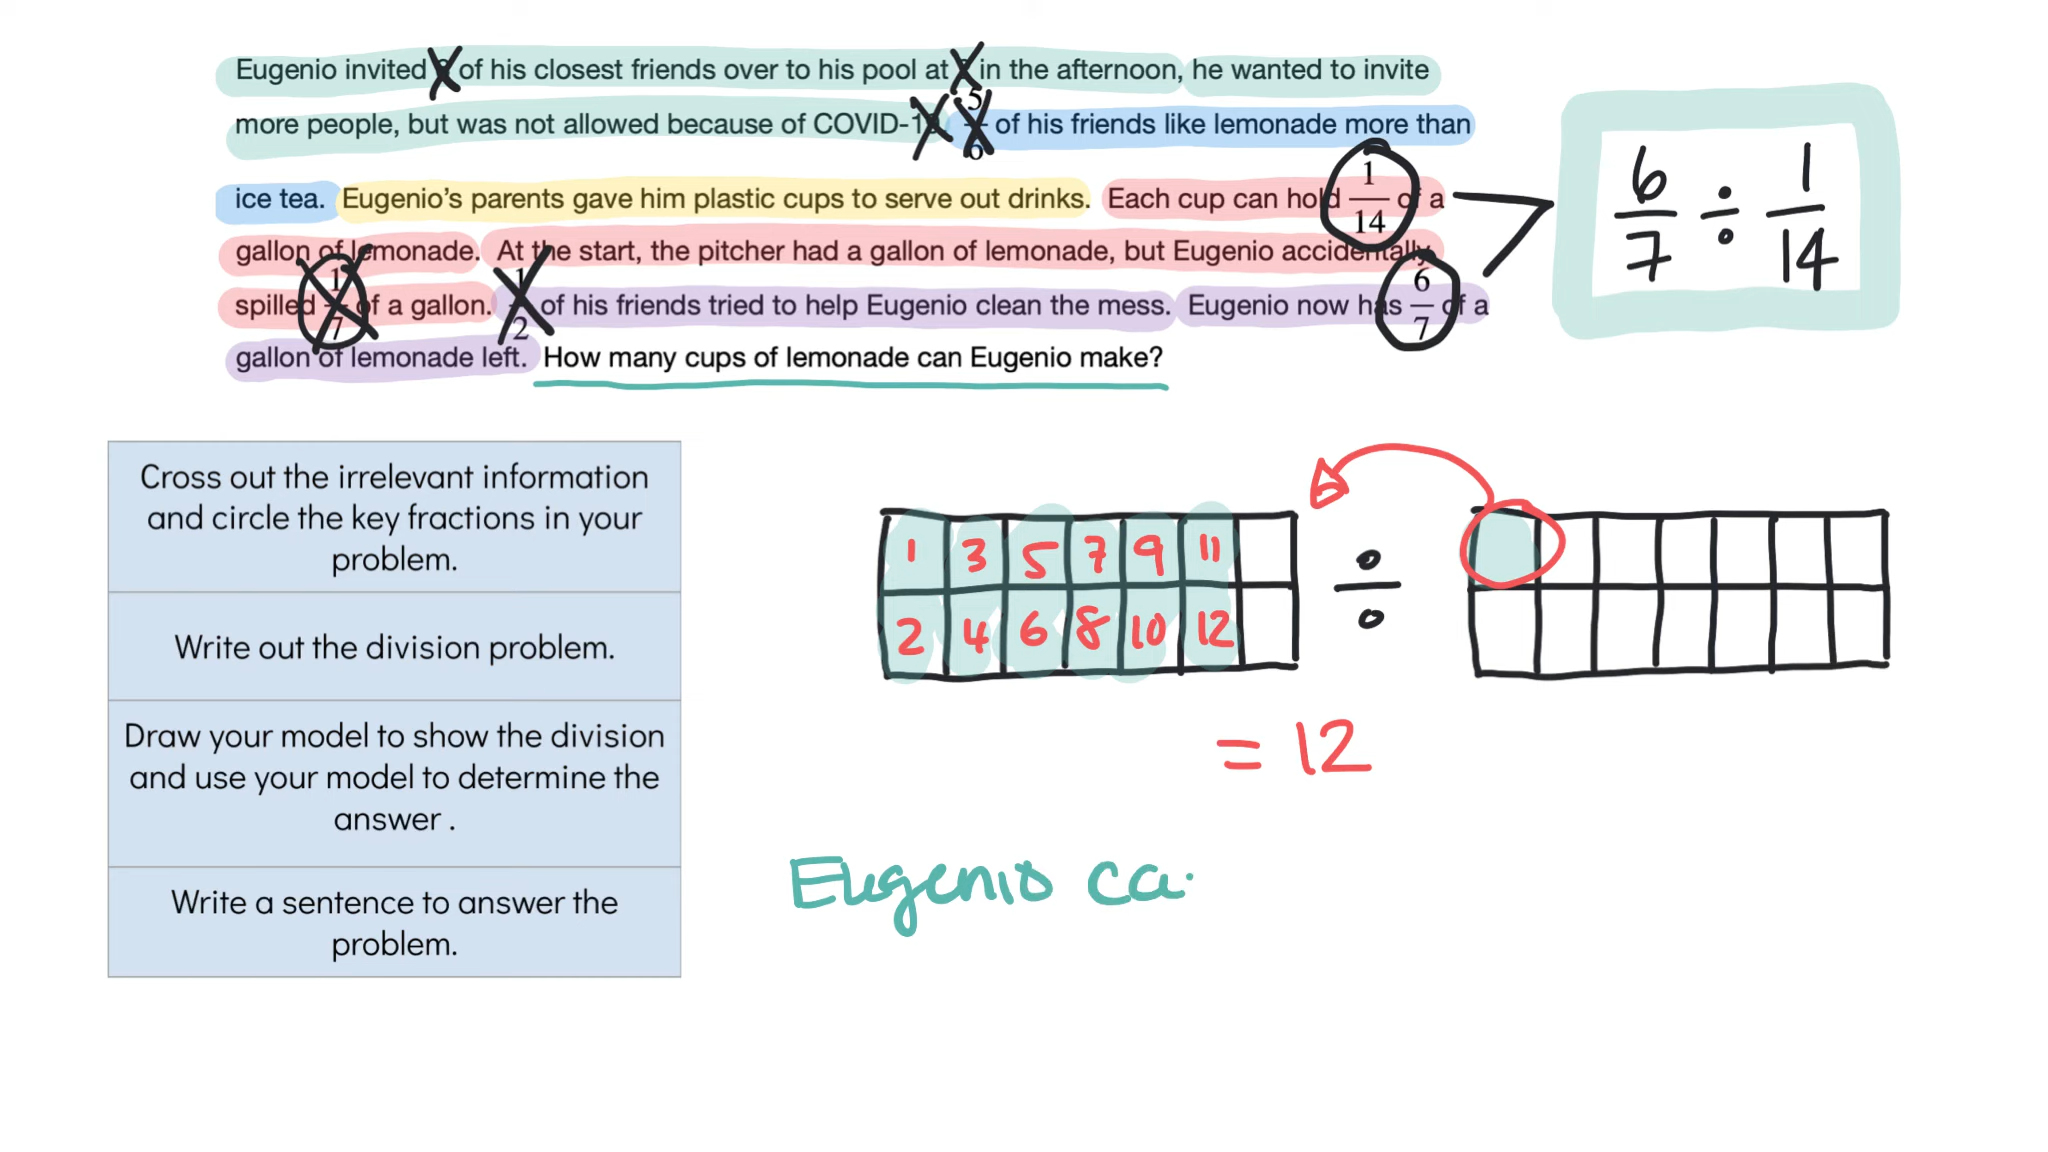 Eugenio invited of his closest friends over to his pool at in the afternoon, he wanted to invite
more people, but was not allowed because of COVID-1 5/6 of his friends like lemonade more than
ice tea. Eugenio's parents gave him plastic cups to serve out drinks. Each cup can hold 1/14 of a
gallon of lemonade. At the start, the pitcher had a gallon of lemonade, but Eugenio accidentally
spilled 1/7 of a gallon. 1/2 of his friends tried to help Eugenio clean the mess. Eugenio now has 6/7 of a
gallon of lemonade left. How many cups of lemonade can Eugenio make?
6/7 ÷ 1/14
Cross out the irrelevant information
and circle the key fractions in your
problem.
Write out the division problem.
Draw your model to show the division
and use your model to determine the
answer .
Write a sentence to answer the
problem.
1 3 5 7 9 11
÷
2 4 6 8 10 12
= 12
Eugenio ca